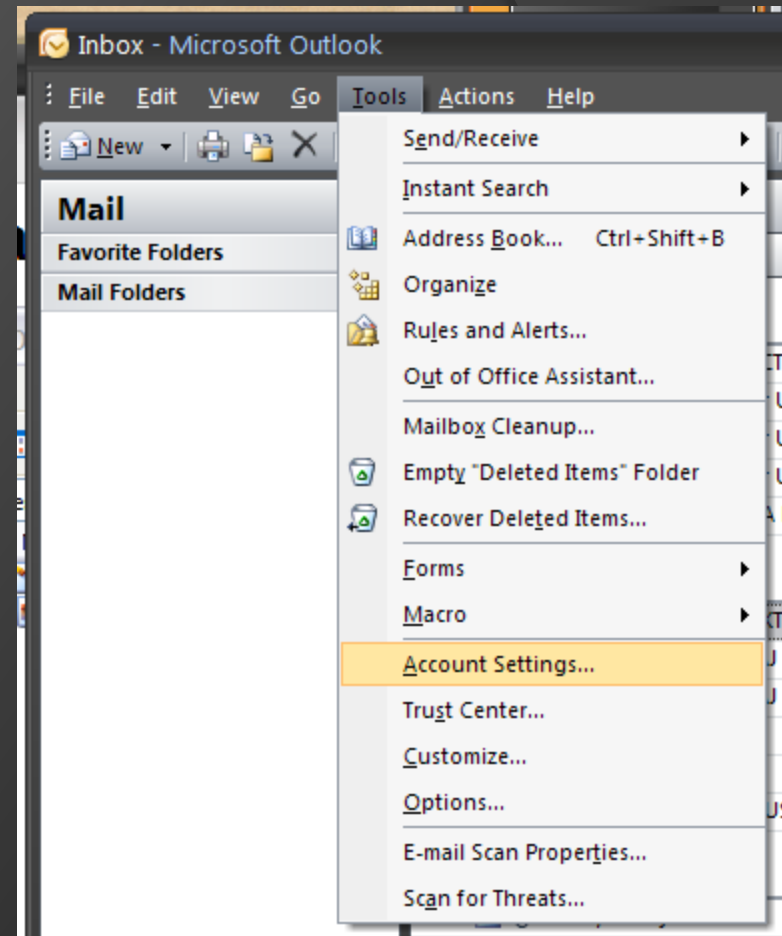 Inbox - Microsoft Outlook
File Edit View Go Tools Actions Help
New
Mail
Favorite Folders
Mail Folders
Send/Receive
Instant Search
Address Book... Ctrl+Shift+B
Organize
Rules and Alerts...
Out of Office Assistant...
Mailbox Cleanup...
Empty "Deleted Items" Folder
Recover Deleted Items...
Forms
Macro
Account Settings...
Trust Center...
Customize...
Options...
E-mail Scan Properties...
Scan for Threats...